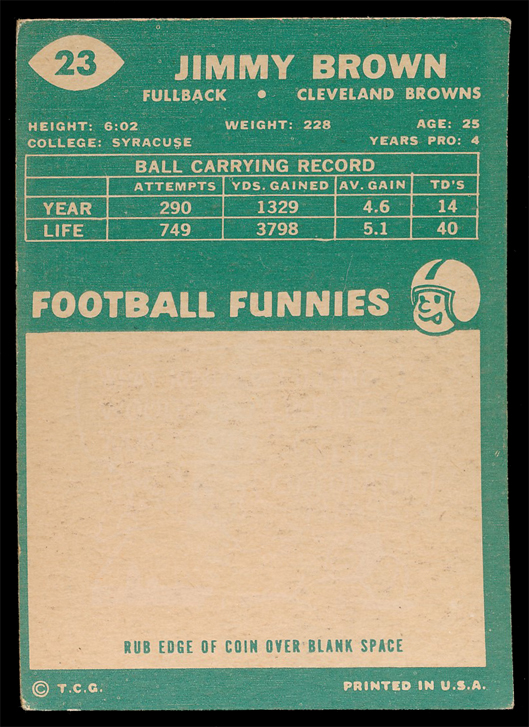 23
JIMMY BROWN
FULLBACK • CLEVELAND BROWNS
HEIGHT: 6:02 WEIGHT: 228 AGE: 25
COLLEGE: SYRACUSE YEARS PRO: 4
BALL CARRYING RECORD
ATTEMPTS YDS. GAINED AV. GAIN TD'S
YEAR 290 1329 4.6 14
LIFE 749 3798 5.1 40
FOOTBALL FUNNIES
RUB EDGE OF COIN OVER BLANK SPACE
© T.C.G. PRINTED IN U.S.A.